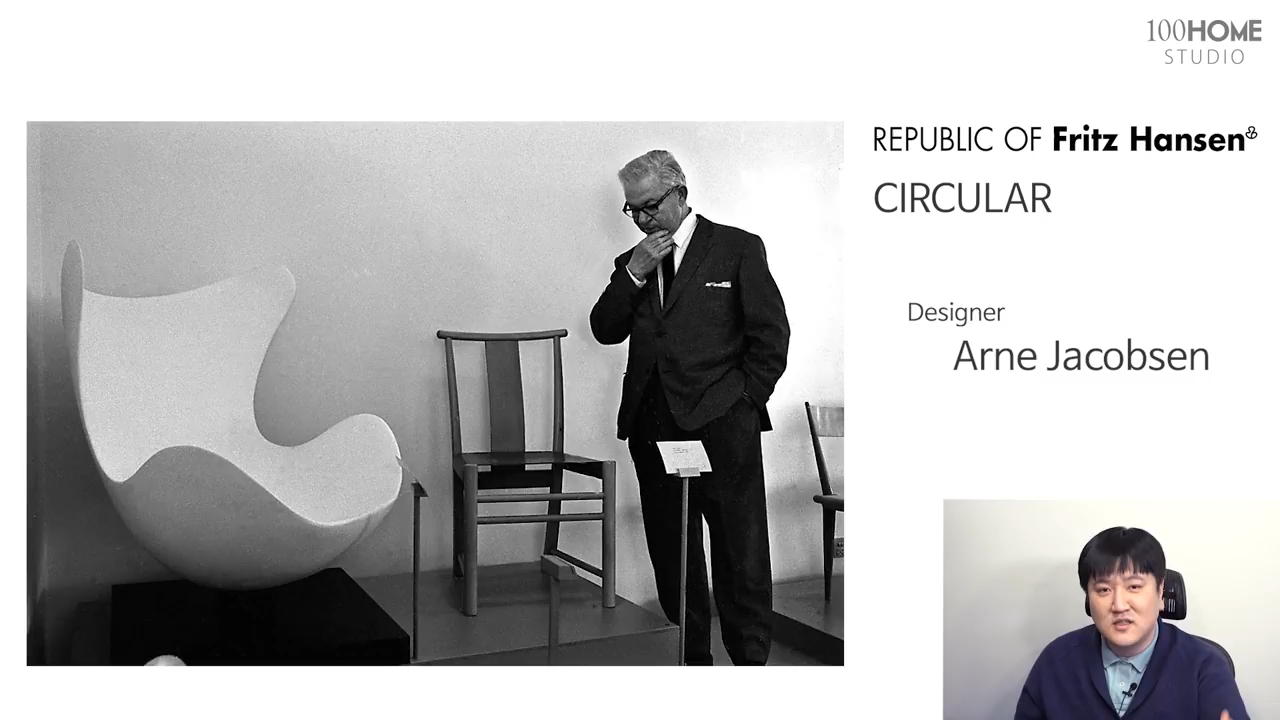 100HOME
STUDIO
REPUBLIC OF Fritz Hansen
CIRCULAR
Designer
Arne Jacobsen